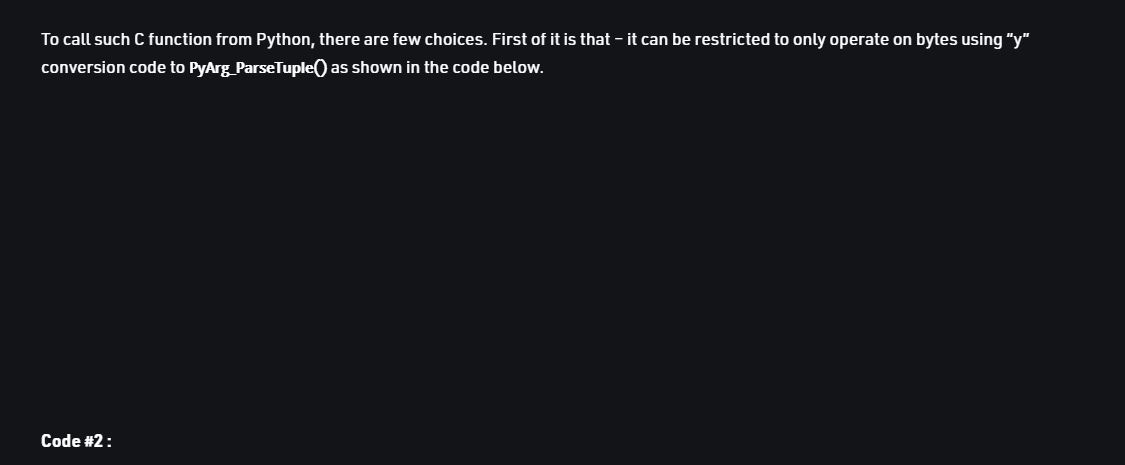 To call such C function from Python, there are few choices. First of it is that – it can be restricted to only operate on bytes using "y"
conversion code to PyArg_ParseTuple() as shown in the code below.
Code #2 :